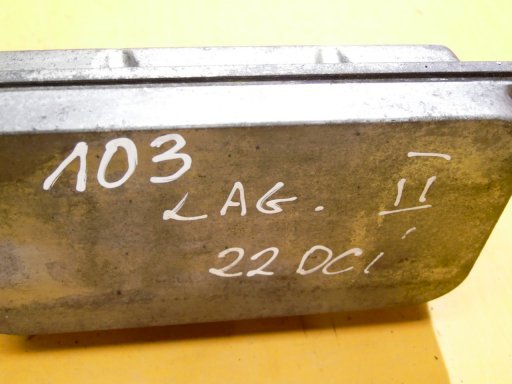 103
LAG. II
22 DCi